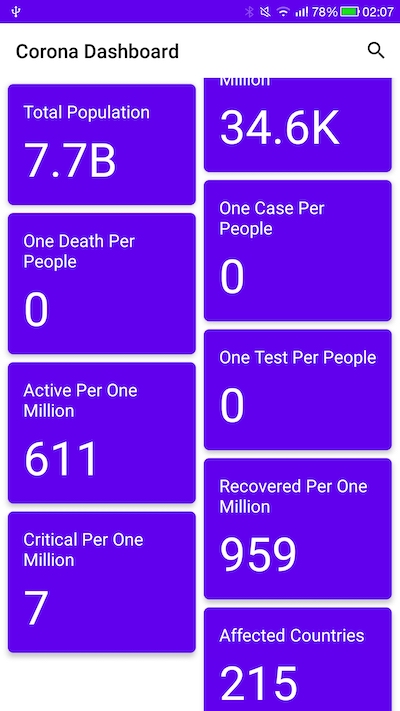 78% 02:07
Corona Dashboard
Total Population
7.7B
One Death Per
People
0
Active Per One
Million
611
Critical Per One
Million
7
Million
34.6K
One Case Per
People
0
One Test Per People
0
Recovered Per One
Million
959
Affected Countries
215